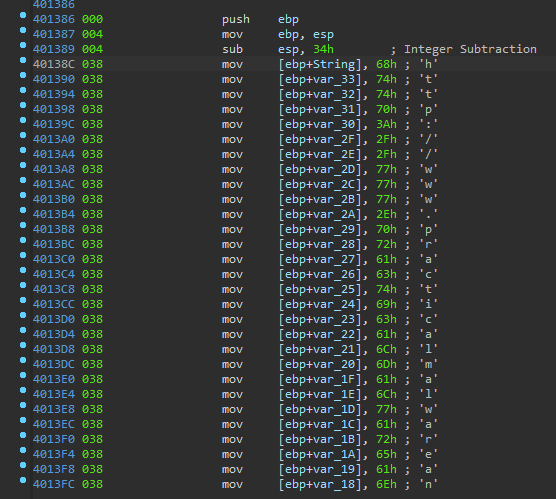 401386
401386 000 push ebp
401387 004 mov ebp, esp
401389 004 sub esp, 34h ; Integer Subtraction
40138C 038 mov [ebp+String], 68h ; 'h'
401390 038 mov [ebp+var_33], 74h ; 't'
401394 038 mov [ebp+var_32], 74h ; 't'
401398 038 mov [ebp+var_31], 70h ; 'p'
40139C 038 mov [ebp+var_30], 3Ah ; ':'
4013A0 038 mov [ebp+var_2F], 2Fh ; '/'
4013A4 038 mov [ebp+var_2E], 2Fh ; '/'
4013A8 038 mov [ebp+var_2D], 77h ; 'w'
4013AC 038 mov [ebp+var_2C], 77h ; 'w'
4013B0 038 mov [ebp+var_2B], 77h ; 'w'
4013B4 038 mov [ebp+var_2A], 2Eh ; '.'
4013B8 038 mov [ebp+var_29], 70h ; 'p'
4013BC 038 mov [ebp+var_28], 72h ; 'r'
4013C0 038 mov [ebp+var_27], 61h ; 'a'
4013C4 038 mov [ebp+var_26], 63h ; 'c'
4013C8 038 mov [ebp+var_25], 74h ; 't'
4013CC 038 mov [ebp+var_24], 69h ; 'i'
4013D0 038 mov [ebp+var_23], 63h ; 'c'
4013D4 038 mov [ebp+var_22], 61h ; 'a'
4013D8 038 mov [ebp+var_21], 6Ch ; 'l'
4013DC 038 mov [ebp+var_20], 6Dh ; 'm'
4013E0 038 mov [ebp+var_1F], 61h ; 'a'
4013E4 038 mov [ebp+var_1E], 6Ch ; 'l'
4013E8 038 mov [ebp+var_1D], 77h ; 'w'
4013EC 038 mov [ebp+var_1C], 61h ; 'a'
4013F0 038 mov [ebp+var_1B], 72h ; 'r'
4013F4 038 mov [ebp+var_1A], 65h ; 'e'
4013F8 038 mov [ebp+var_19], 61h ; 'a'
4013FC 038 mov [ebp+var_18], 6Eh ; 'n'